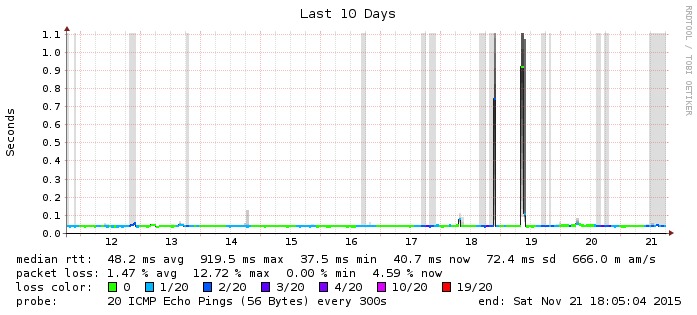 Last 10 Days
RRDTOOL / TOBI OETIKER
Seconds
1.1
1.0
0.9
0.8
0.7
0.6
0.5
0.4
0.3
0.2
0.1
0.0
12 13 14 15 16 17 18 19 20 21
median rtt: 48.2 ms avg 919.5 ms max 37.5 ms min 40.7 ms now 72.4 ms sd 666.0 m am/s
packet loss: 1.47 % avg 12.72 % max 0.00 % min 4.59 % now
loss color: 0 1/20 2/20 3/20 4/20 10/20 19/20
probe: 20 ICMP Echo Pings (56 Bytes) every 300s end: Sat Nov 21 18:05:04 2015